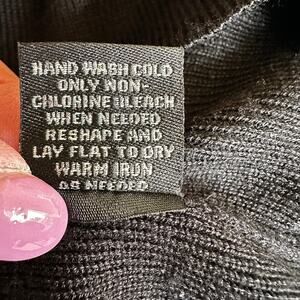 HAND WASH COLD
ONLY NON-
CHLORINE BLEACH
WHEN NEEDED
RESHAPE AND
LAY FLAT TO DRY
WARM IRON
AS NEEDED